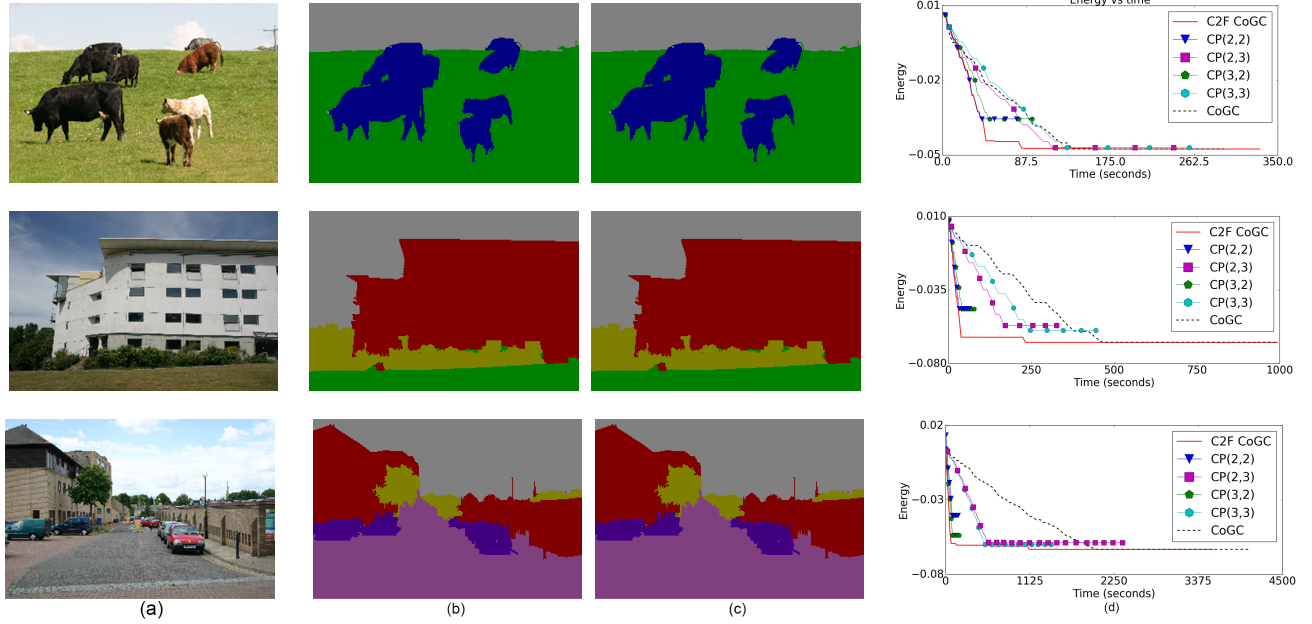 Energy vs time
0.01
−0.02
−0.05
Energy
C2F CoGC
CP(2,2)
CP(2,3)
CP(3,2)
CP(3,3)
CoGC
0.0 87.5 175.0 262.5 350.0
Time (seconds)
0.010
−0.035
−0.080
Energy
C2F CoGC
CP(2,2)
CP(2,3)
CP(3,2)
CP(3,3)
CoGC
0 250 500 750 1000
Time (seconds)
0.02
−0.03
−0.08
Energy
C2F CoGC
CP(2,2)
CP(2,3)
CP(3,2)
CP(3,3)
CoGC
0 1125 2250 3375 4500
Time (seconds)
(a) (b) (c) (d)